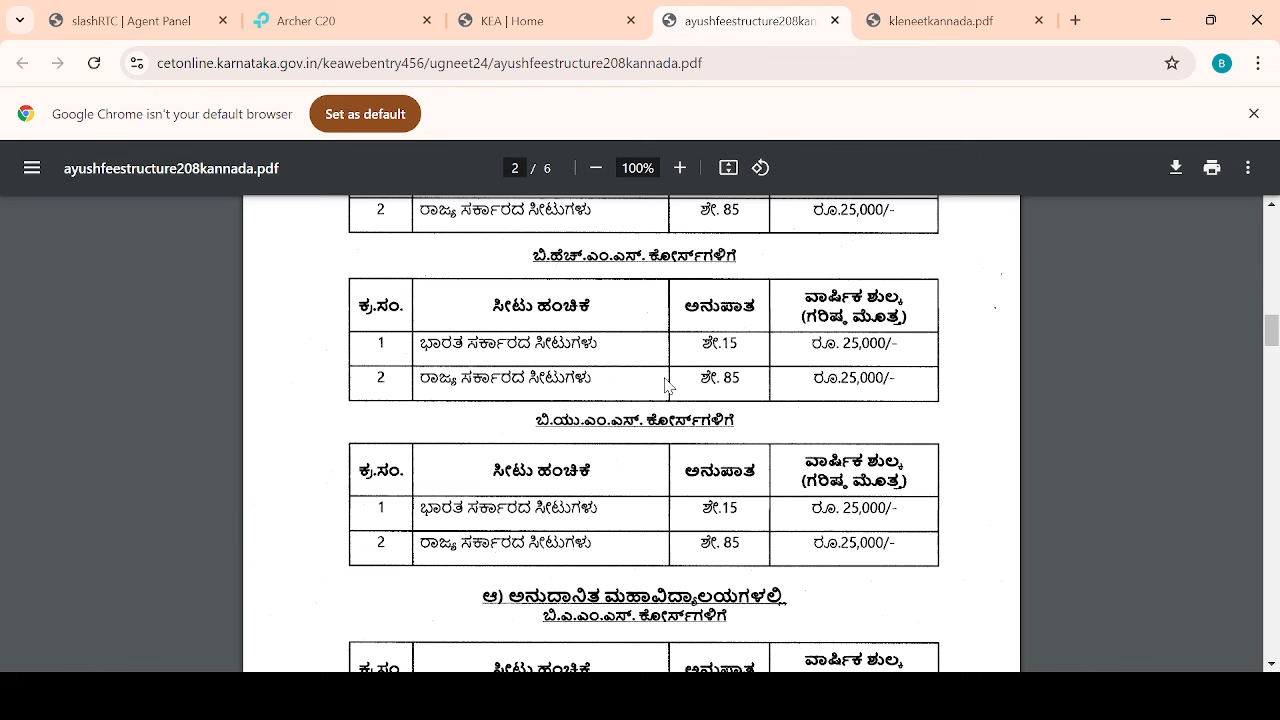 slashRTC | Agent Panel
Archer C20
KEA | Home
ayushfeestructure208kan
kleneetkannada.pdf
cetonline.karnataka.gov.in/keawebentry456/ugneet24/ayushfeestructure208kannada.pdf
B
Google Chrome isn't your default browser
Set as default
ayushfeestructure208kannada.pdf
2 / 6
100%
2 ರಾಜ್ಯ ಸರ್ಕಾರದ ಸೀಟುಗಳು ಶೇ. 85 ರೂ.25,000/-
ಬಿ.ಹೆಚ್.ಎಂ.ಎಸ್. ಕೋರ್ಸ್‌ಗಳಿಗೆ
ಕ್ರ.ಸಂ. ಸೀಟು ಹಂಚಿಕೆ ಅನುಪಾತ ವಾರ್ಷಿಕ ಶುಲ್ಕ
(ಗರಿಷ್ಠ ಮೊತ್ತ)
1 ಭಾರತ ಸರ್ಕಾರದ ಸೀಟುಗಳು ಶೇ.15 ರೂ. 25,000/-
2 ರಾಜ್ಯ ಸರ್ಕಾರದ ಸೀಟುಗಳು ಶೇ. 85 ರೂ.25,000/-
ಬಿ.ಯು.ಎಂ.ಎಸ್. ಕೋರ್ಸ್‌ಗಳಿಗೆ
ಕ್ರ.ಸಂ. ಸೀಟು ಹಂಚಿಕೆ ಅನುಪಾತ ವಾರ್ಷಿಕ ಶುಲ್ಕ
(ಗರಿಷ್ಠ ಮೊತ್ತ)
1 ಭಾರತ ಸರ್ಕಾರದ ಸೀಟುಗಳು ಶೇ.15 ರೂ. 25,000/-
2 ರಾಜ್ಯ ಸರ್ಕಾರದ ಸೀಟುಗಳು ಶೇ. 85 ರೂ.25,000/-
ಆ) ಅನುದಾನಿತ ಮಹಾವಿದ್ಯಾಲಯಗಳಲ್ಲಿ
ಬಿ.ಎ.ಎಂ.ಎಸ್. ಕೋರ್ಸ್‌ಗಳಿಗೆ
ಕ್ರ.ಸಂ. ಸೀಟು ಹಂಚಿಕೆ ಅನುಪಾತ ವಾರ್ಷಿಕ ಶುಲ್ಕ